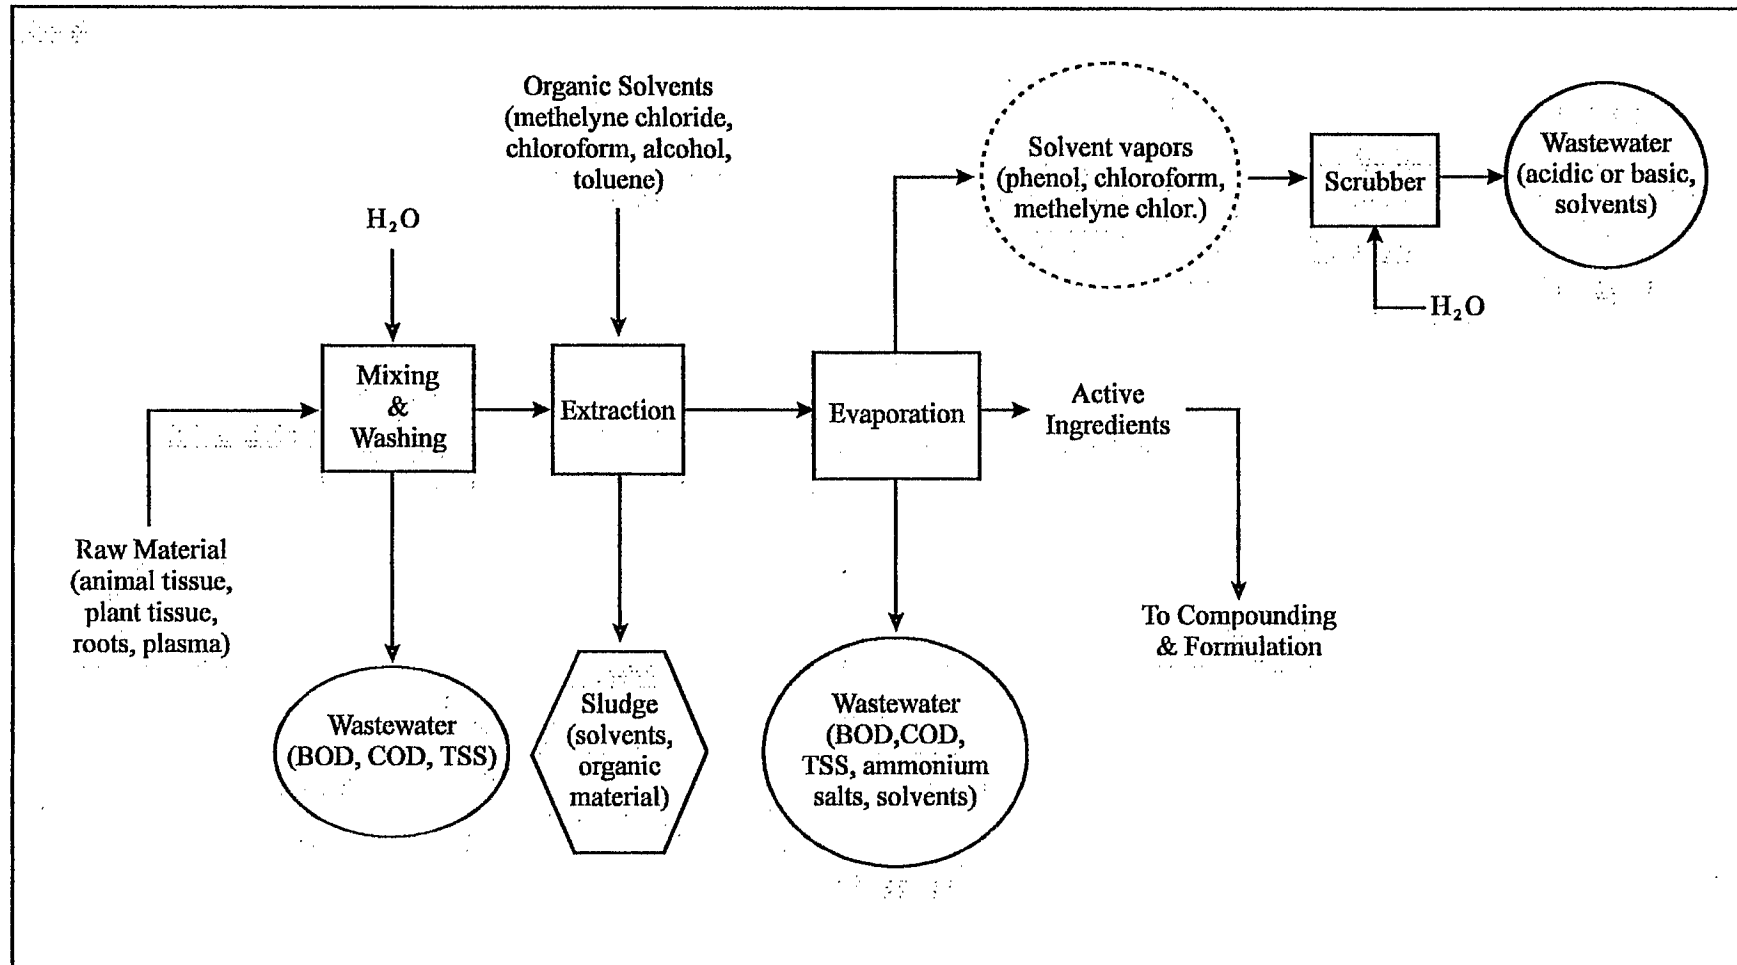 Organic Solvents
(methelyne chloride,
chloroform, alcohol,
toluene)
H₂O
Solvent vapors
(phenol, chloroform,
methelyne chlor.)
Scrubber
Wastewater
(acidic or basic,
solvents)
H₂O
Mixing
&
Washing
Extraction
Evaporation
Active
Ingredients
Raw Material
(animal tissue,
plant tissue,
roots, plasma)
To Compounding
& Formulation
Wastewater
(BOD, COD, TSS)
Sludge
(solvents,
organic
material)
Wastewater
(BOD,COD,
TSS, ammonium
salts, solvents)